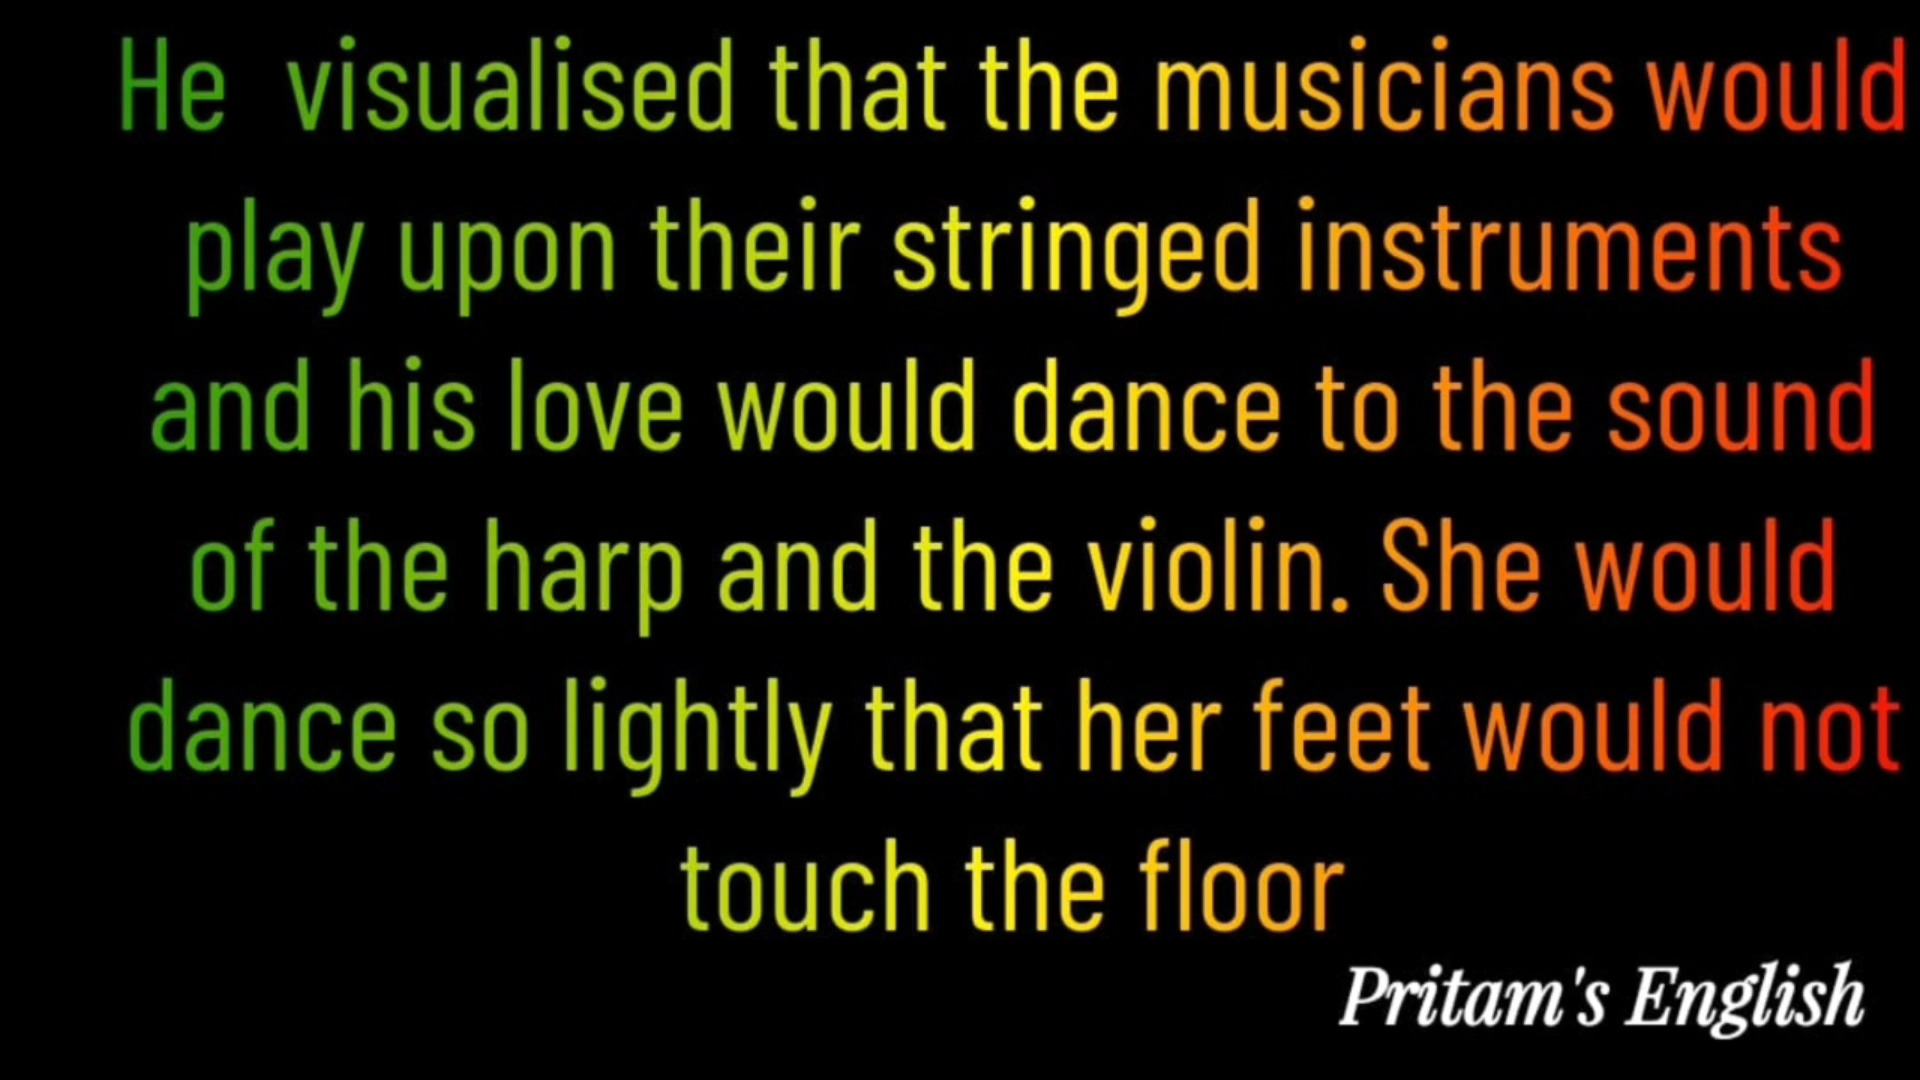 He visualised that the musicians would
play upon their stringed instruments
and his love would dance to the sound
of the harp and the violin. She would
dance so lightly that her feet would not
touch the floor
Pritam's English